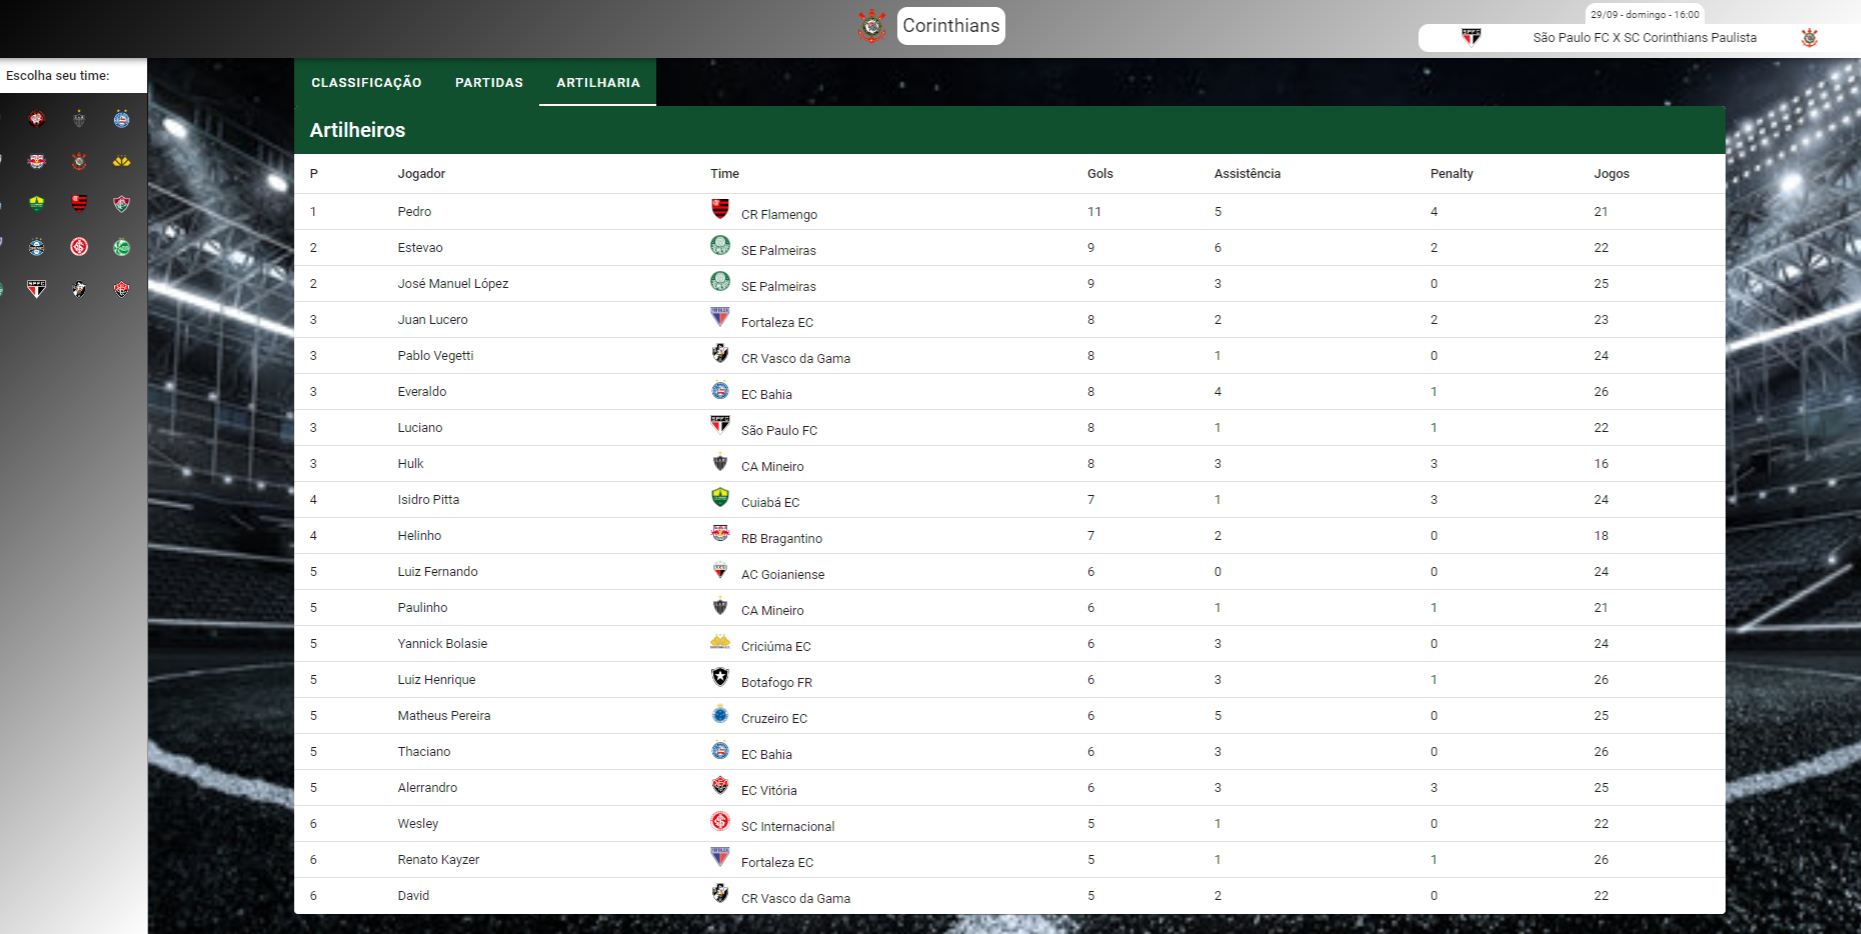 Corinthians
29/09 - domingo - 16:00
São Paulo FC X SC Corinthians Paulista
Escolha seu time:
CLASSIFICAÇÃO PARTIDAS ARTILHARIA
Artilheiros
P Jogador Time Gols Assistência Penalty Jogos
1 Pedro CR Flamengo 11 5 4 21
2 Estevao SE Palmeiras 9 6 2 22
2 José Manuel López SE Palmeiras 9 3 0 25
3 Juan Lucero Fortaleza EC 8 2 2 23
3 Pablo Vegetti CR Vasco da Gama 8 1 0 24
3 Everaldo EC Bahia 8 4 1 26
3 Luciano São Paulo FC 8 1 1 22
3 Hulk CA Mineiro 8 3 3 16
4 Isidro Pitta Cuiabá EC 7 1 3 24
4 Helinho RB Bragantino 7 2 0 18
5 Luiz Fernando AC Goianiense 6 0 0 24
5 Paulinho CA Mineiro 6 1 1 21
5 Yannick Bolasie Criciúma EC 6 3 0 24
5 Luiz Henrique Botafogo FR 6 3 1 26
5 Matheus Pereira Cruzeiro EC 6 5 0 25
5 Thaciano EC Bahia 6 3 0 26
5 Alerrandro EC Vitória 6 3 3 25
6 Wesley SC Internacional 5 1 0 22
6 Renato Kayzer Fortaleza EC 5 1 1 26
6 David CR Vasco da Gama 5 2 0 22